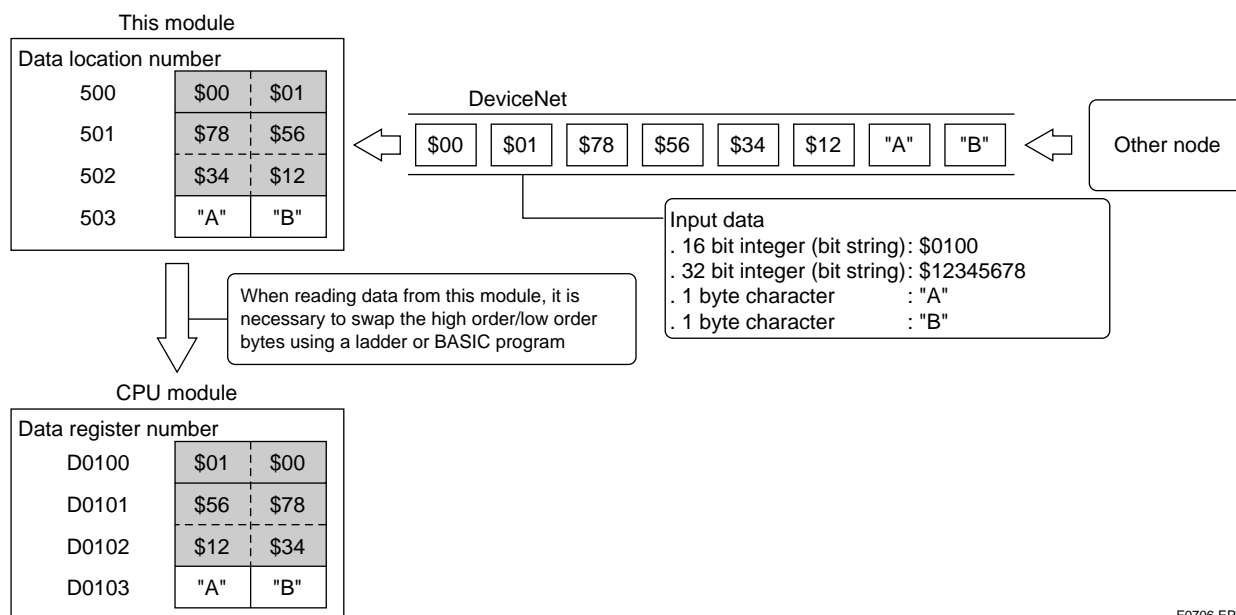 This module
Data location number
500 $00 $01
501 $78 $56
502 $34 $12
503 "A" "B"
DeviceNet
$00 $01 $78 $56 $34 $12 "A" "B"
Other node
Input data
. 16 bit integer (bit string): $0100
. 32 bit integer (bit string): $12345678
. 1 byte character : "A"
. 1 byte character : "B"
When reading data from this module, it is
necessary to swap the high order/low order
bytes using a ladder or BASIC program
CPU module
Data register number
D0100 $01 $00
D0101 $56 $78
D0102 $12 $34
D0103 "A" "B"